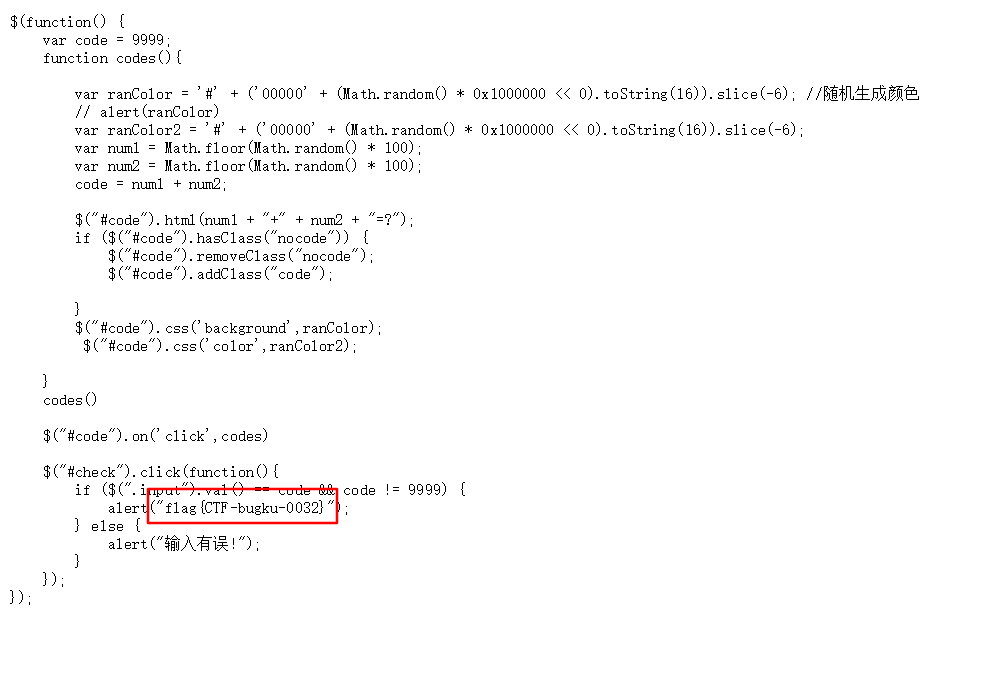 $(function() {
    var code = 9999;
    function codes(){
        var ranColor = '#' + ('00000' + (Math.random() * 0x1000000 << 0).toString(16)).slice(-6); //随机生成颜色
        // alert(ranColor)
        var ranColor2 = '#' + ('00000' + (Math.random() * 0x1000000 << 0).toString(16)).slice(-6);
        var num1 = Math.floor(Math.random() * 100);
        var num2 = Math.floor(Math.random() * 100);
        code = num1 + num2;
        $("#code").html(num1 + "+" + num2 + "=?");
        if ($("#code").hasClass("nocode")) {
            $("#code").removeClass("nocode");
            $("#code").addClass("code");
        }
        $("#code").css('background',ranColor);
         $("#code").css('color',ranColor2);
    }
    codes()
    $("#code").on('click',codes)
    $("#check").click(function(){
        if ($(".input").val() == code && code != 9999) {
            alert("flag{CTF-bugku-0032}");
        } else {
            alert("输入有误!");
        }
    });
});